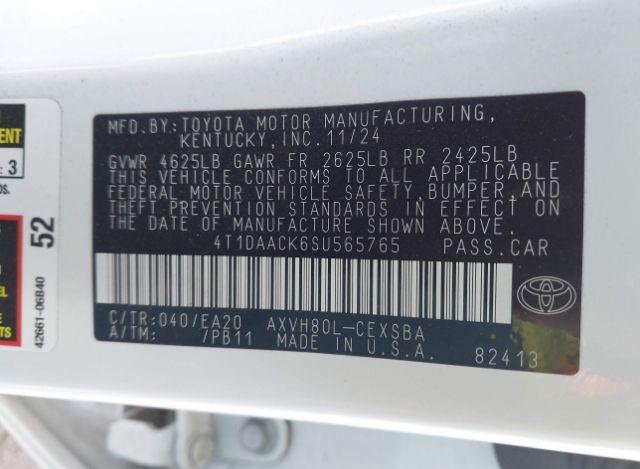 MFD.BY:TOYOTA MOTOR MANUFACTURING,
KENTUCKY,INC.11/24
GVWR 4625LB GAWR FR 2625LB RR 2425LB
THIS VEHICLE CONFORMS TO ALL APPLICABLE
FEDERAL MOTOR VEHICLE SAFETY, BUMPER,AND
THEFT PREVENTION STANDARDS IN EFFECT ON
THE DATE OF MANUFACTURE SHOWN ABOVE.
4T1DAACK6SU565765 PASS.CAR
C/TR:040/EA20 AXVH80L-CEXSBA
A/TM: /PB11 MADE IN U.S.A.
82413
52
42661-06B40
3